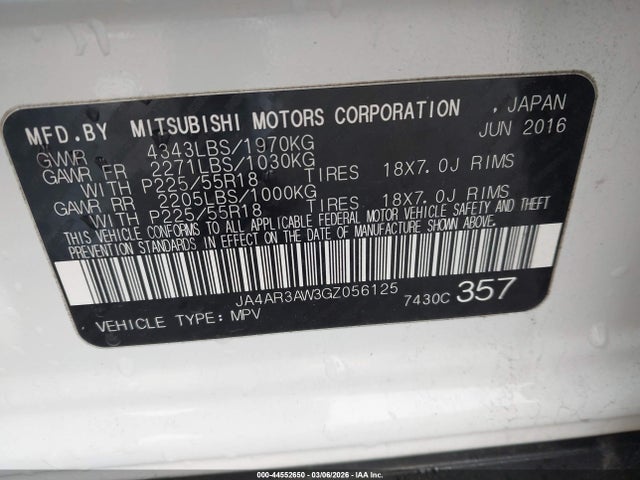 MFD.BY MITSUBISHI MOTORS CORPORATION , JAPAN
GVWR 4343LBS/1970KG JUN 2016
GAWR FR 2271LBS/1030KG
WITH P225/55R18 TIRES 18X7.0J RIMS
GAWR RR 2205LBS/1000KG
WITH P225/55R18 TIRES 18X7.0J RIMS
THIS VEHICLE CONFORMS TO ALL APPLICABLE FEDERAL MOTOR VEHICLE SAFETY AND THEFT
PREVENTION STANDARDS IN EFFECT ON THE DATE OF MANUFACTURE SHOWN ABOVE.
JA4AR3AW3GZ056125
7430C 357
VEHICLE TYPE: MPV
000-44552650 - 03/06/2026 - IAA Inc.